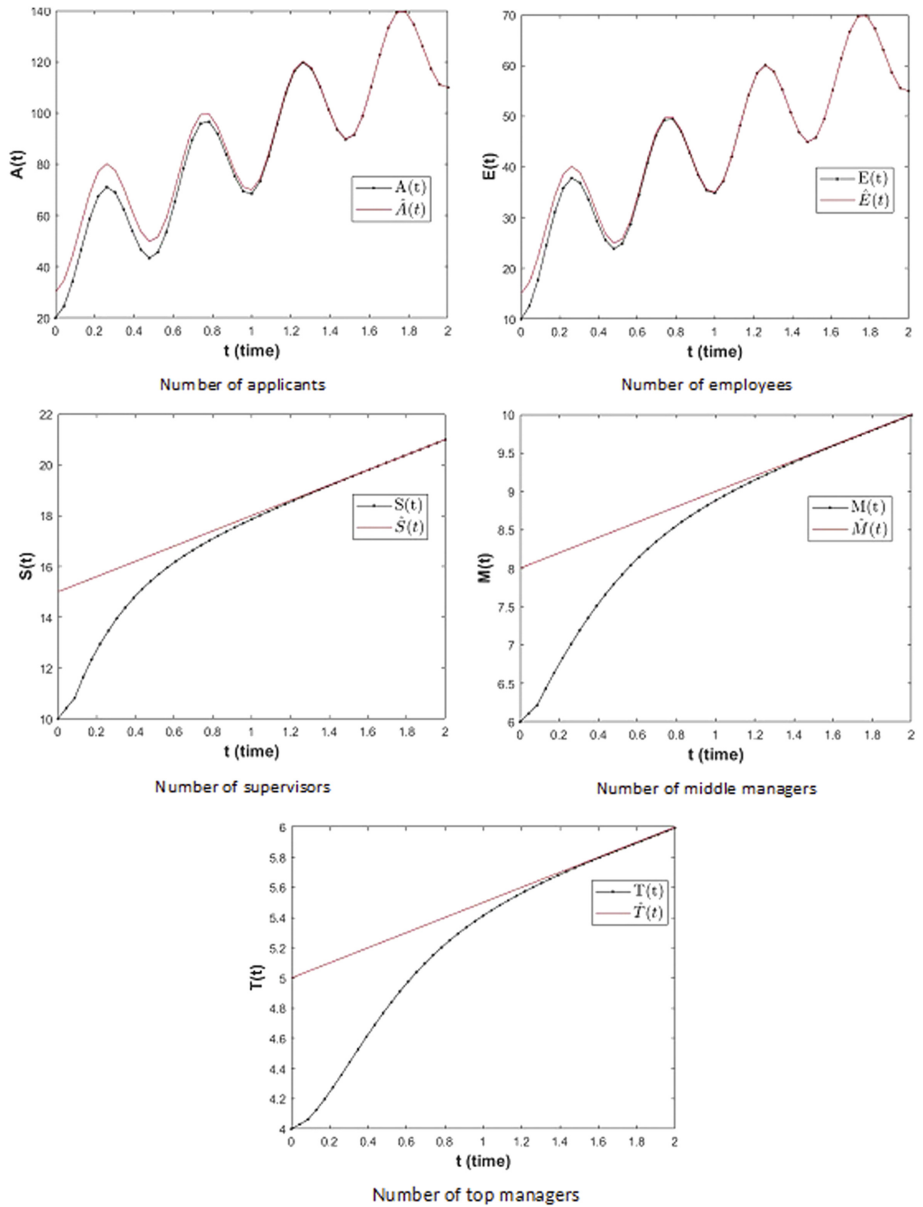 140
120
100
80
60
40
20
A(t)
A(t)
Â(t)
0 0.2 0.4 0.6 0.8 1 1.2 1.4 1.6 1.8 2
t (time)
Number of applicants
70
60
50
40
30
20
10
E(t)
E(t)
Ê(t)
0 0.2 0.4 0.6 0.8 1 1.2 1.4 1.6 1.8 2
t (time)
Number of employees
22
20
18
16
14
12
10
S(t)
S(t)
Ŝ(t)
0 0.2 0.4 0.6 0.8 1 1.2 1.4 1.6 1.8 2
t (time)
Number of supervisors
10
9.5
9
8.5
8
7.5
7
6.5
6
M(t)
M(t)
M̂(t)
0 0.2 0.4 0.6 0.8 1 1.2 1.4 1.6 1.8 2
t (time)
Number of middle managers
6
5.8
5.6
5.4
5.2
5
4.8
4.6
4.4
4.2
4
T(t)
T(t)
T̂(t)
0 0.2 0.4 0.6 0.8 1 1.2 1.4 1.6 1.8 2
t (time)
Number of top managers